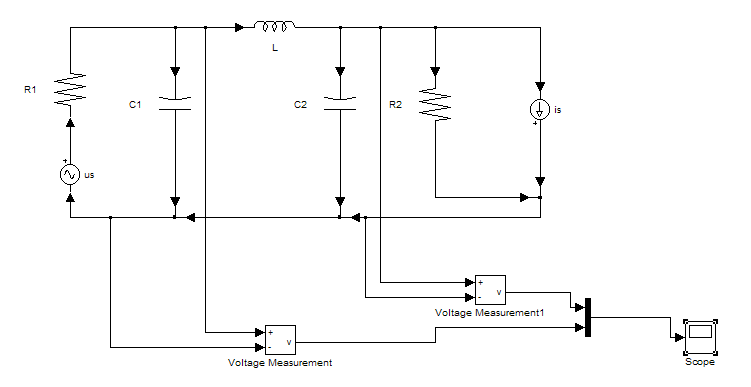 L
R1
C1
C2
R2
is
+
+
us
+
-
v
Voltage Measurement1
+
-
v
Voltage Measurement
Scope